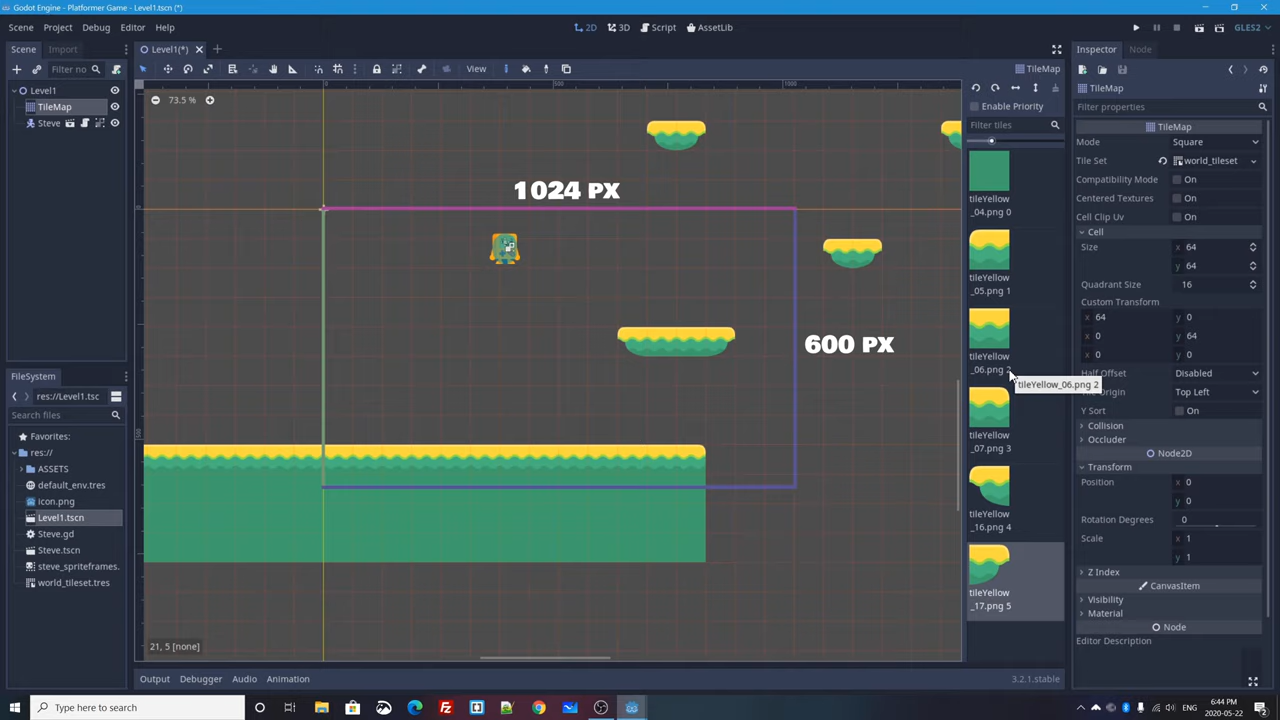 Godot Engine - Platformer Game - Level1.tscn (*)
Scene Project Debug Editor Help
2D 3D Script AssetLib
GLES2
Scene Import
Level1(*)
Inspector Node
Filter no
View
TileMap
Level1
TileMap
Steve
73.5 %
0
500
1000
Enable Priority
Filter tiles
TileMap
Filter properties
TileMap
Mode Square
Tile Set world_tileset
Compatibility Mode On
Centered Textures On
Cell Clip Uv On
Cell
Size x 64
y 64
Quadrant Size 16
Custom Transform
x 64 y 0
x 0 y 64
x 0 y 0
Half Offset Disabled
Tile Origin Top Left
Y Sort On
Collision
Occluder
Node2D
Transform
Position x 0
y 0
Rotation Degrees 0
Scale x 1
y 1
Z Index
CanvasItem
Visibility
Material
Node
Editor Description
tileYellow
_04.png 0
tileYellow
_05.png 1
tileYellow
_06.png 2
tileYellow_06.png 2
tileYellow
_07.png 3
tileYellow
_16.png 4
tileYellow
_17.png 5
1024 PX
600 PX
FileSystem
res://Level1.tsc
Search files
Favorites:
res://
ASSETS
default_env.tres
icon.png
Level1.tscn
Steve.gd
Steve.tscn
steve_spriteframes.
world_tileset.tres
21, 5 [none]
Output Debugger Audio Animation
3.2.1.stable
Type here to search
ENG
6:44 PM
2020-05-22